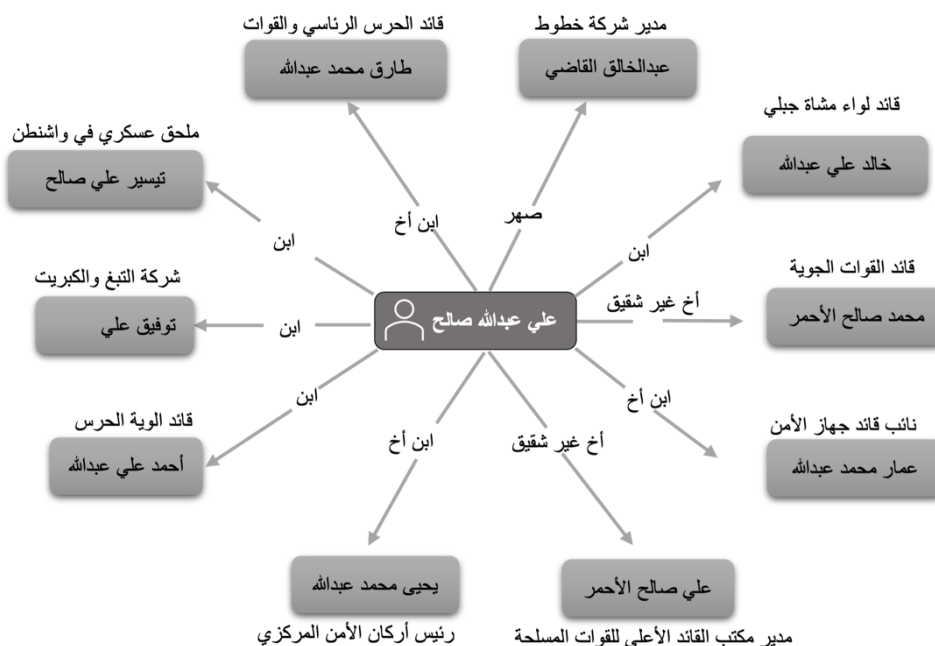 مدير شركة خطوط
عبدالخالق القاضي
قائد الحرس الرئاسي والقوات
طارق محمد عبدالله
قائد لواء مشاة جبلي
خالد علي عبدالله
ملحق عسكري في واشنطن
تيسير علي صالح
صهر
ابن أخ
ابن
ابن
قائد القوات الجوية
محمد صالح الأحمر
أخ غير شقيق
علي عبدالله صالح
ابن
شركة التبغ والكبريت
توفيق علي
نائب قائد جهاز الأمن
عمار محمد عبدالله
ابن أخ
ابن
قائد الوية الحرس
أحمد علي عبدالله
أخ غير شقيق
ابن أخ
علي صالح الأحمر
مدير مكتب القائد الأعلى للقوات المسلحة
يحيى محمد عبدالله
رئيس أركان الأمن المركزي